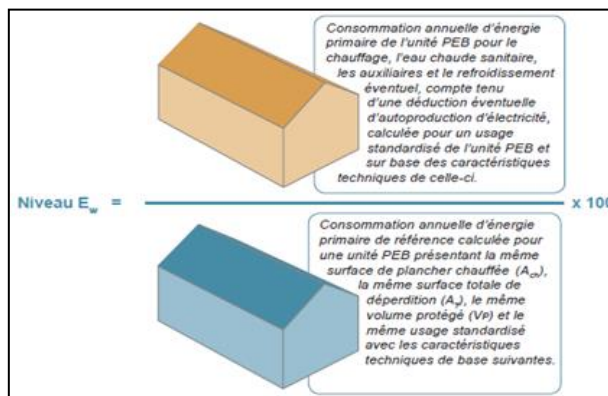 Consommation annuelle d'énergie
primaire de l'unité PEB pour le
chauffage, l'eau chaude sanitaire,
les auxiliaires et le refroidissement
éventuel, compte tenu
d'une déduction éventuelle
d'autoproduction d'électricité,
calculée pour un usage
standardisé de l'unité PEB et
sur base des caractéristiques
techniques de celle-ci.
Niveau Ew = x 100
Consommation annuelle d'énergie
primaire de référence calculée pour
une unité PEB présentant la même
surface de plancher chauffée (Ach),
la même surface totale de
déperdition (AT), le même
volume protégé (VP) et le
même usage standardisé
avec les caractéristiques
techniques de base suivantes.